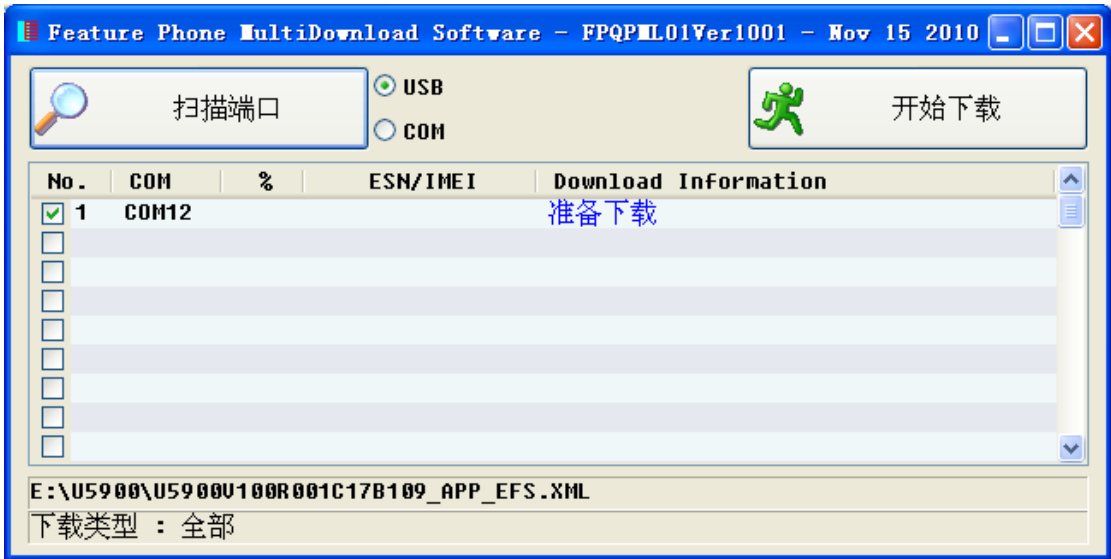 Feature Phone MultiDownload Software - FPQPML01Ver1001 - Nov 15 2010
扫描端口
USB
COM
开始下载
No. COM % ESN/IMEI Download Information
1 COM12 准备下载
E:\U5900\U5900V100R001C17B109_APP_EFS.XML
下载类型 : 全部